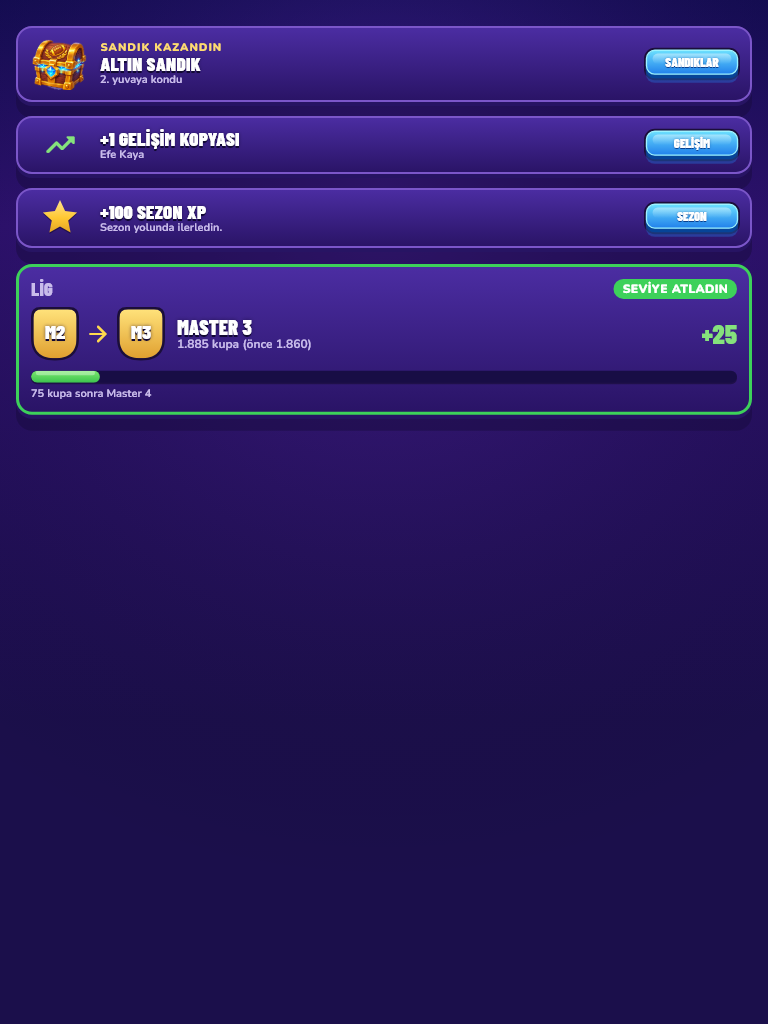 SANDIK KAZANDIN
ALTIN SANDIK
2. yuvaya kondu
SANDIKLAR
+1 GELİŞİM KOPYASI
Efe Kaya
GELİŞİM
+100 SEZON XP
Sezon yolunda ilerledin.
SEZON
LİG
SEVİYE ATLADIN
M2
M3
MASTER 3
1.885 kupa (önce 1.860)
+25
75 kupa sonra Master 4